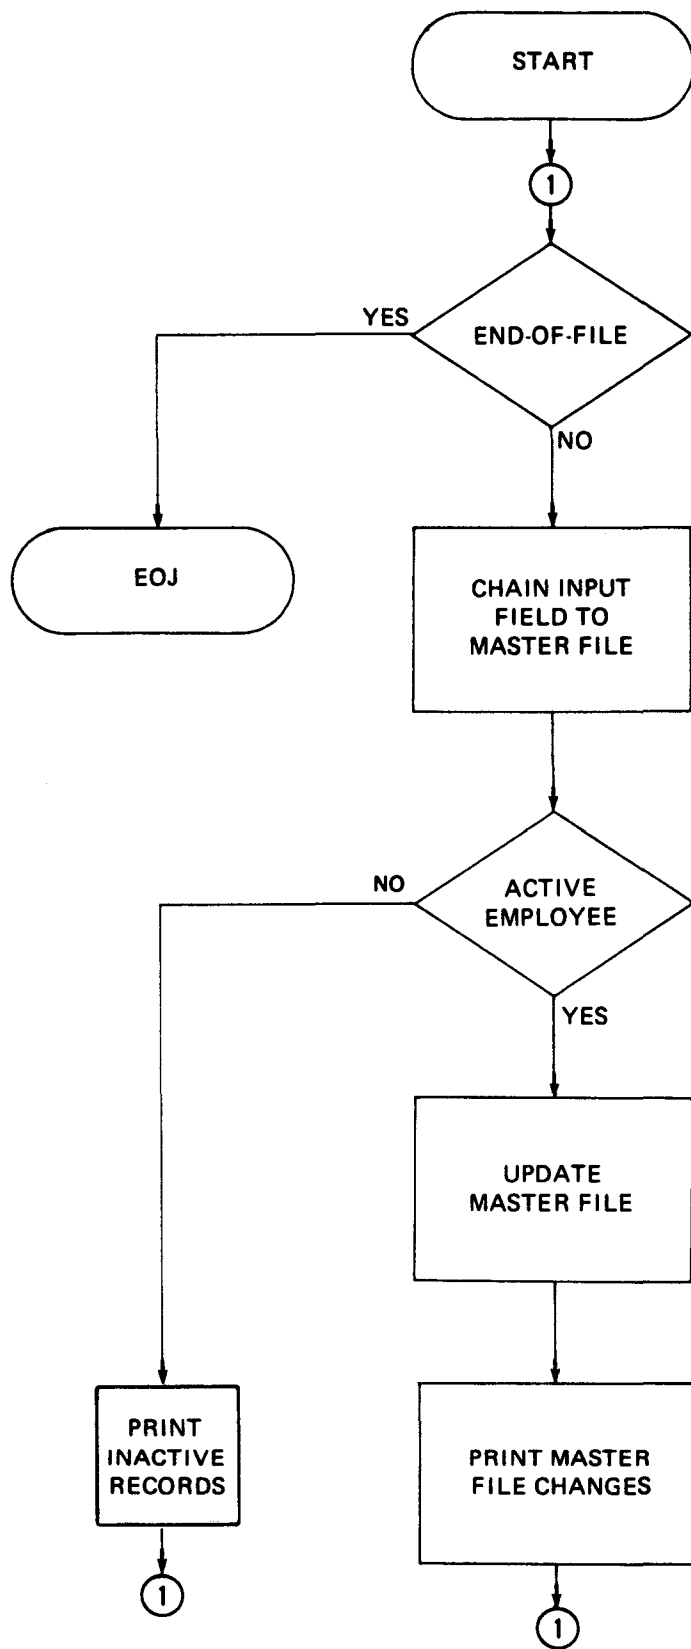 START
1
YES
END-OF-FILE
NO
EOJ
CHAIN INPUT
FIELD TO
MASTER FILE
NO
ACTIVE
EMPLOYEE
YES
UPDATE
MASTER FILE
PRINT
INACTIVE
RECORDS
PRINT MASTER
FILE CHANGES
1
1